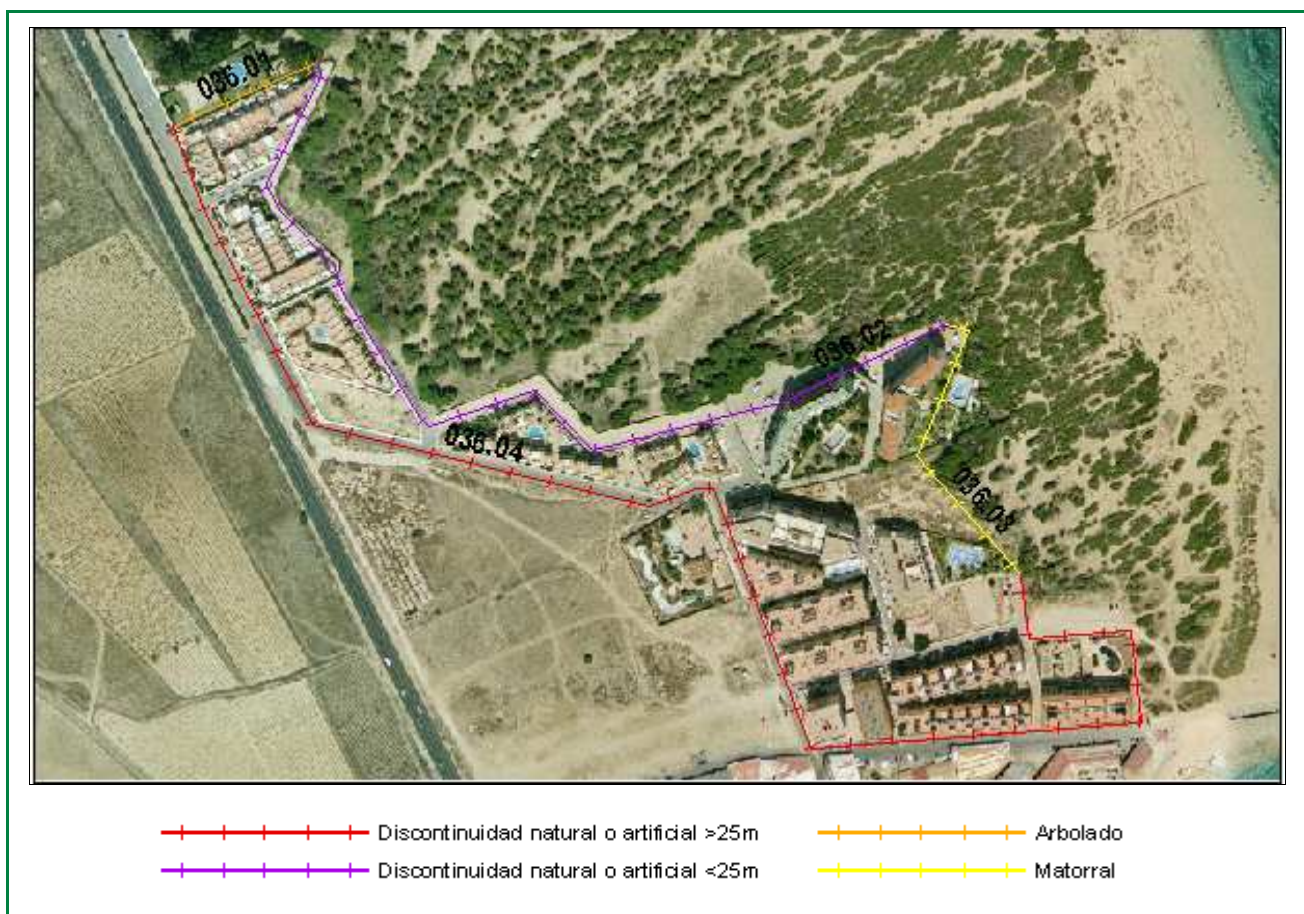 036.01
036.02
036.04
036.03
Discontinuidad natural o artificial >25m
Arbolado
Discontinuidad natural o artificial <25m
Matorral